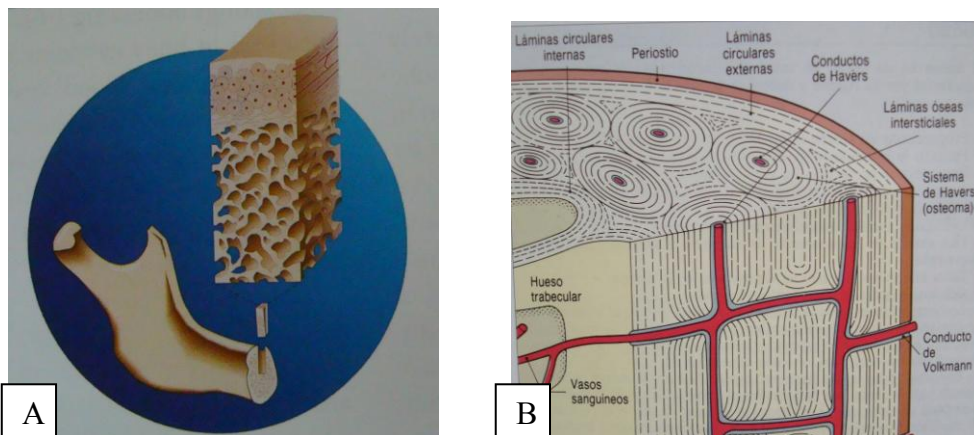 A
Láminas circulares
internas
Periostio
Láminas
circulares
externas
Conductos
de Havers
Láminas óseas
intersticiales
Sistema
de Havers
(osteoma)
Hueso
trabecular
Conducto
de
Volkmann
Vasos
sanguineos
B